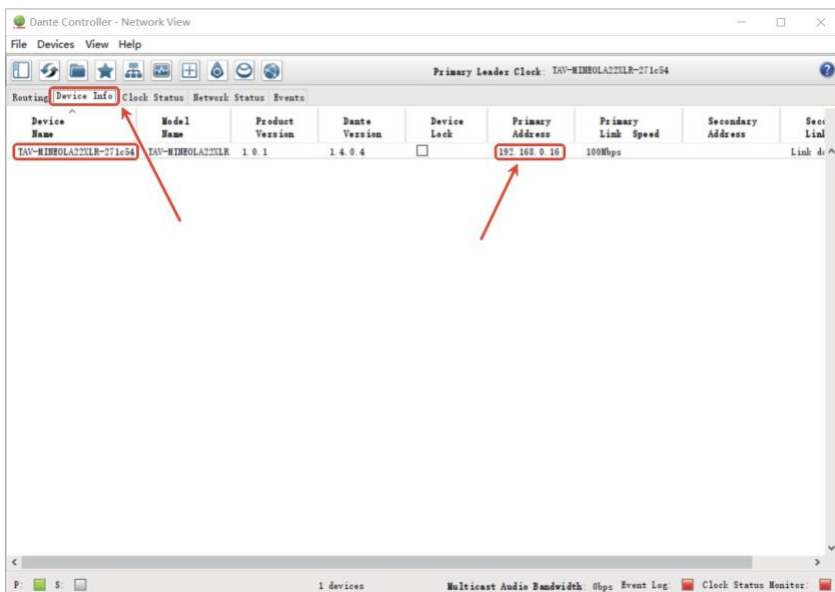 Dante Controller - Network View
File Devices View Help
Primary Leader Clock: TAV-MINEOLA22XLR-271c54
Routing Device Info Clock Status Network Status Events
Device Name Model Name Product Version Dante Version Device Lock Primary Address Primary Link Speed Secondary Address
TAV-MINEOLA22XLR-271c54 TAV-MINEOLA22XLR 1.0.1 1.4.0.4 192.168.0.16 100Mbps Link
P: S: 1 devices Multicast Audio Bandwidth: 0bps Event Log: Clock Status Monitor: